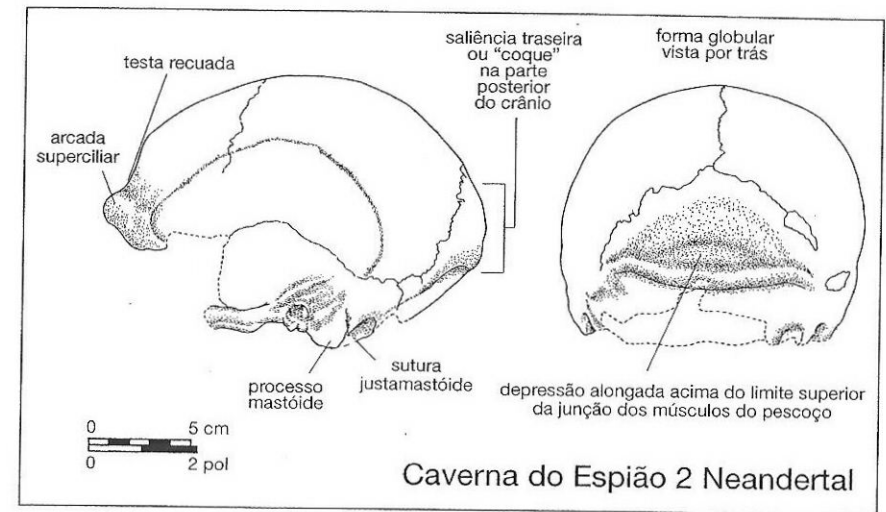 saliência traseira
ou “coque”
na parte
posterior
do crânio
forma globular
vista por trás
testa recuada
arcada
superciliar
processo
mastóide
sutura
justamastóide
depressão alongada acima do limite superior
da junção dos músculos do pescoço
0 5 cm
0 2 pol
Caverna do Espião 2 Neandertal